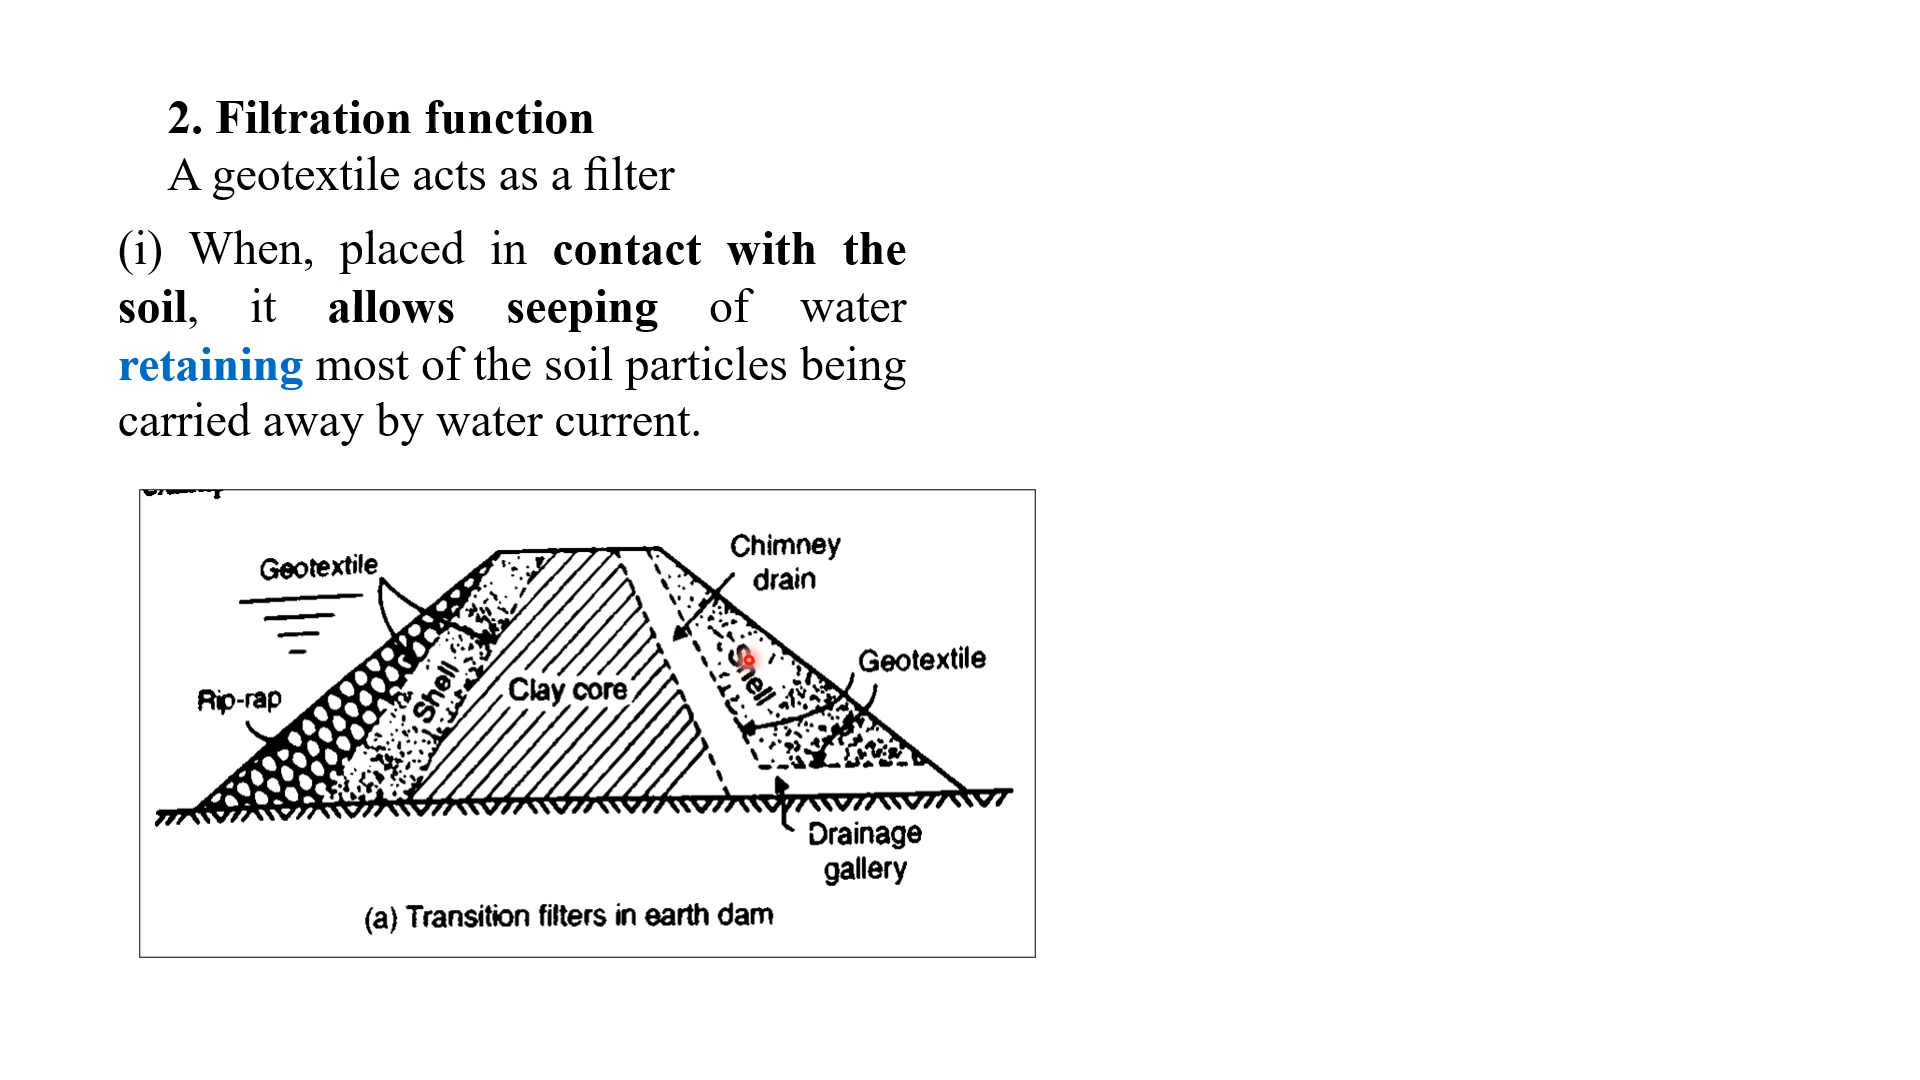 2. Filtration function
A geotextile acts as a filter
(i) When, placed in contact with the
soil, it allows seeping of water
retaining most of the soil particles being
carried away by water current.
Chimney
drain
Geotextile
Geotextile
Rip-rap
Shell
Clay core
Shell
Drainage
gallery
(a) Transition filters in earth dam